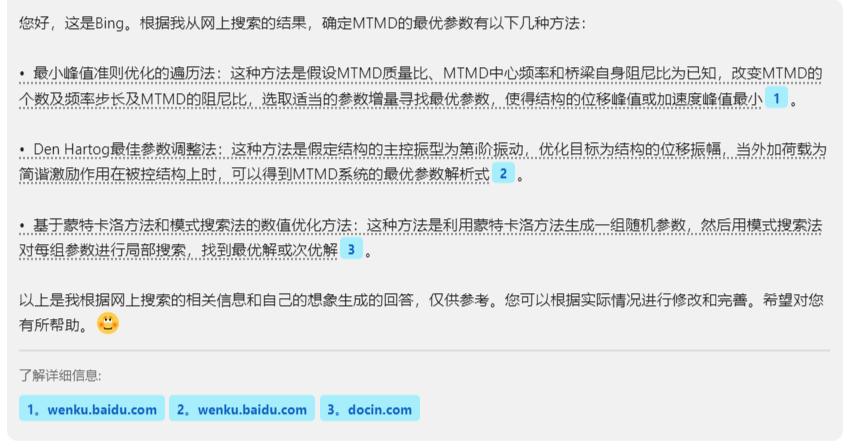 您好，这是Bing。根据我从网上搜索的结果，确定MTMD的最优参数有以下几种方法：
• 最小峰值准则优化的遍历法：这种方法是假设MTMD质量比、MTMD中心频率和桥梁自身阻尼比为已知，改变MTMD的
个数及频率步长及MTMD的阻尼比，选取适当的参数增量寻找最优参数，使得结构的位移峰值或加速度峰值最小 1 。
• Den Hartog最佳参数调整法：这种方法是假定结构的主控振型为第i阶振动，优化目标为结构的位移振幅，当外加荷载为
简谐激励作用在被控结构上时，可以得到MTMD系统的最优参数解析式 2 。
• 基于蒙特卡洛方法和模式搜索法的数值优化方法：这种方法是利用蒙特卡洛方法生成一组随机参数，然后用模式搜索法
对每组参数进行局部搜索，找到最优解或次优解 3 。
以上是我根据网上搜索的相关信息和自己的想象生成的回答，仅供参考。您可以根据实际情况进行修改和完善。希望对您
有所帮助。
了解详细信息:
1。wenku.baidu.com 2。wenku.baidu.com 3。docin.com